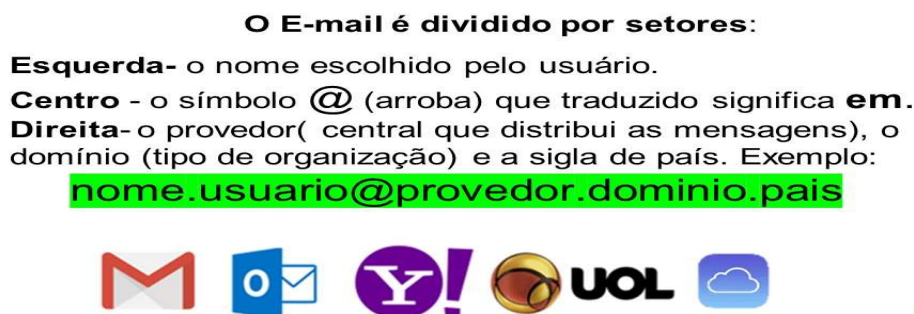 O E-mail é dividido por setores:
Esquerda- o nome escolhido pelo usuário.
Centro - o símbolo @ (arroba) que traduzido significa em.
Direita- o provedor( central que distribui as mensagens), o
domínio (tipo de organização) e a sigla de país. Exemplo:
nome.usuario@provedor.dominio.pais
M O Y! UOL